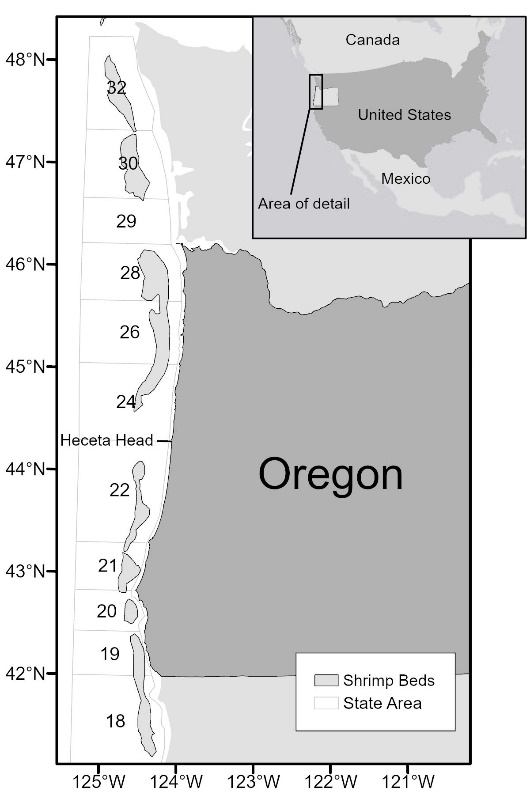 48°N
47°N
46°N
45°N
44°N
43°N
42°N
32
30
29
28
26
24
Heceta Head
22
21
20
19
18
Oregon
Canada
United States
Mexico
Area of detail
Shrimp Beds
State Area
125°W 124°W 123°W 122°W 121°W